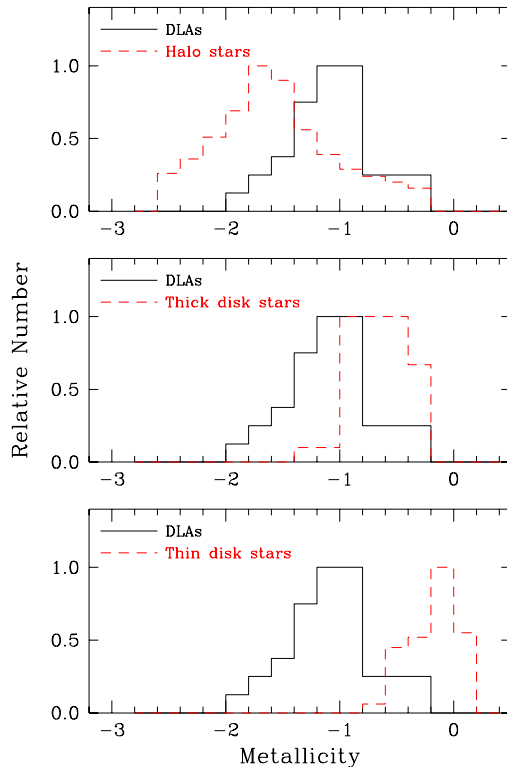 DLAs
Halo stars
1.0
0.5
0.0
−3 −2 −1 0
DLAs
Thick disk stars
1.0
0.5
0.0
−3 −2 −1 0
DLAs
Thin disk stars
1.0
0.5
0.0
−3 −2 −1 0
Relative Number
Metallicity